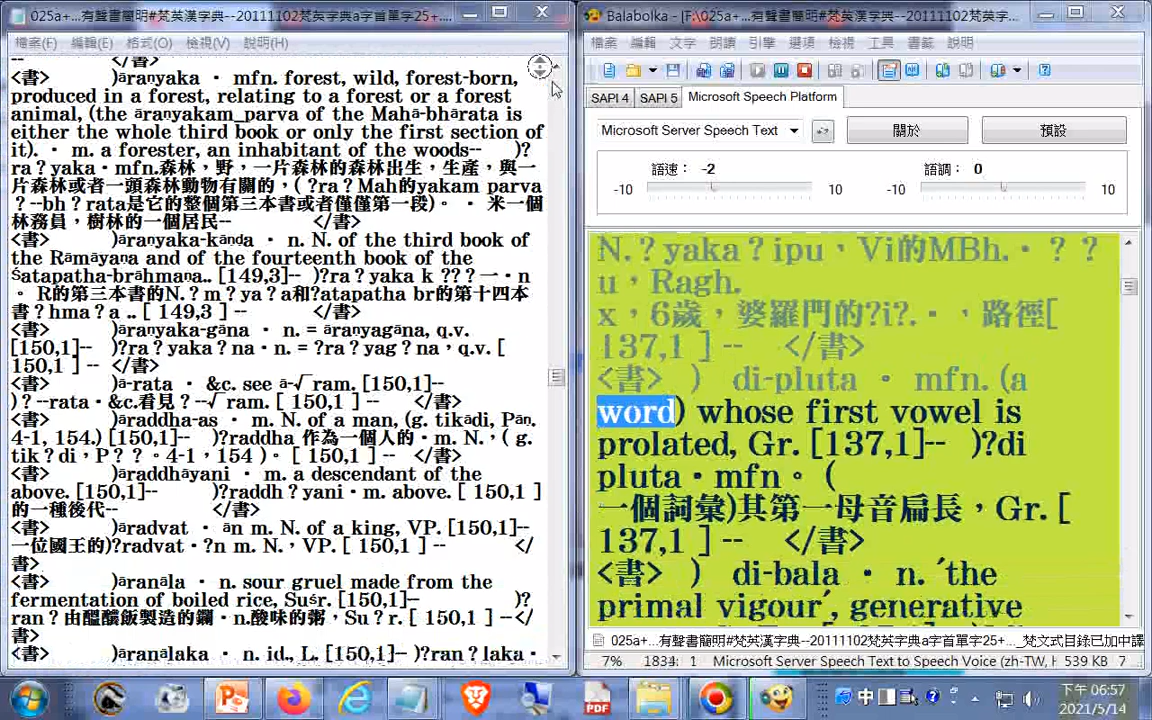 025a+...有聲書簡明#梵英漢字典--20111102梵英字典a字首單字25+...
檔案(F) 編輯(E) 格式(O) 檢視(V) 說明(H)
-- </書>
<書> )āraṇyaka · mfn. forest, wild, forest-born,
produced in a forest, relating to a forest or a forest
animal, (the āraṇyakam_parva of the Mahā-bhārata is
either the whole third book or only the first section of
it). · m. a forester, an inhabitant of the woods-- )?
ra?yaka·mfn.森林，野，一片森林的森林出生，生產，與一
片森林或者一頭森林動物有關的，( ?ra?Mah的yakam parva
?--bh?rata是它的整個第三本書或者僅僅第一段)。· 米一個
林務員，樹林的一個居民-- </書>
<書> )āraṇyaka-kāṇḍa · n. N. of the third book of
the Rāmāyaṇa and of the fourteenth book of the
Śatapatha-brāhmaṇa.. [149,3]-- )?ra?yaka k ???一·n
。 R的第三本書的N.?m?ya?a和?atapatha br的第十四本
書?hma?a .. [ 149,3 ] -- </書>
<書> )āraṇyaka-gāna · n. = āraṇyagāna, q.v.
[150,1]-- )?ra?yaka?na·n. = ?ra?yag?na，q.v. [
150,1 ] -- </書>
<書> )ā-rata · &c. see ā-√ram. [150,1]--
)?--rata·&c.看見?--√ram. [ 150,1 ] -- </書>
<書> )āraddha-as · m. N. of a man, (g. tikādi, Pāṇ.
4-1, 154.) [150,1]-- )?raddha 作為一個人的·m. N.，( g.
tik?di，P??。4-1，154 )。[ 150,1 ] -- </書>
<書> )āraddhāyani · m. a descendant of the
above. [150,1]-- )?raddh?yani·m. above. [ 150,1 ]
的一種後代-- </書>
<書> )āradvat · ān m. N. of a king, VP. [150,1]--
一位國王的)?radvat·?n m. N.，VP. [ 150,1 ] -- </
書>
<書> )āranāla · n. sour gruel made from the
fermentation of boiled rice, Suśr. [150,1]-- )?
ran?由醞釀飯製造的·n.酸味的粥，Su?r. [ 150,1 ] --</
書>
<書> )āranālaka · n. id., L. [150,1]-- )?ran?laka·
Balabolka - [F:\025a+...有聲書簡明#梵英漢字典--20111102梵英字...
檔案 編輯 文字 朗讀 引擎 選項 檢視 工具 書籤 說明
SAPI 4 SAPI 5 Microsoft Speech Platform
Microsoft Server Speech Text 關於 預設
語速： -2 語調： 0
-10 10 -10 10
N.?yaka?ipu，Vi的MBh.·??
u，Ragh.
x，6歲，婆羅門的?i?.·，路徑[
137,1 ] -- </書>
<書> ) di-pluta · mfn. (a
word) whose first vowel is
prolated, Gr. [137,1]-- )?di
pluta·mfn。(
一個詞彙)其第一母音扁長，Gr. [
137,1 ] -- </書>
<書> ) di-bala · n. 'the
primal vigour', generative
025a+...有聲書簡明#梵英漢字典--20111102梵英字典a字首單字25+..._梵文式目錄已加中譯
7% 1834: 1 Microsoft Server Speech Text to Speech Voice (zh-TW, H 539 KB 7
PDF 中 下午 06:57
2021/5/14